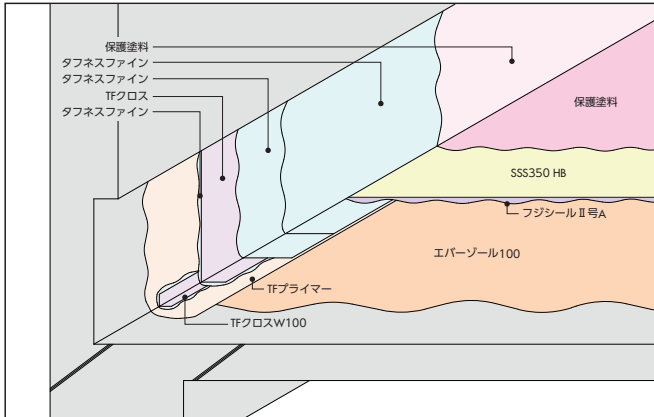 保護塗料
タフネスファイン
タフネスファイン
TFクロス
タフネスファイン
保護塗料
SSS350 HB
フジシールⅡ号A
エバーゾール100
TFプライマー
TFクロスW100